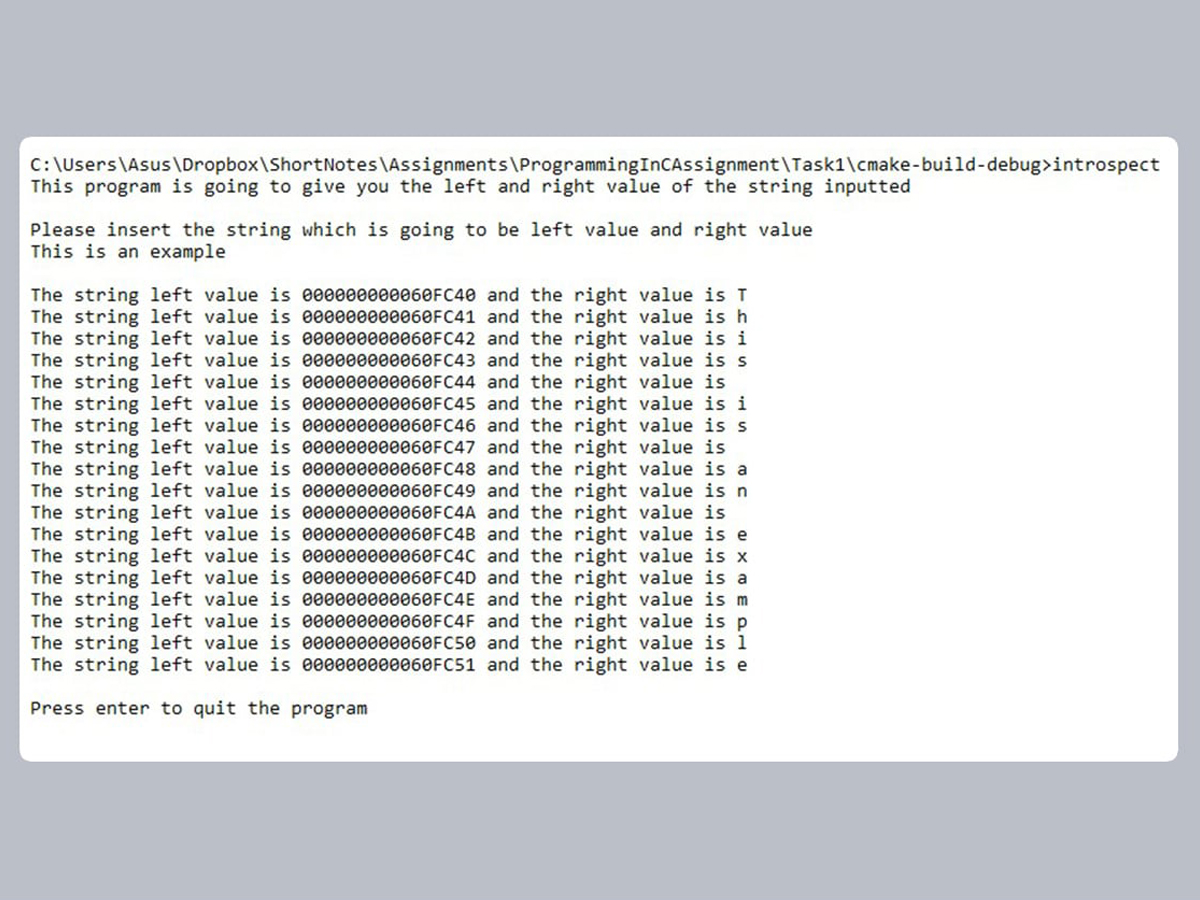 C:\Users\Asus\Dropbox\ShortNotes\Assignments\ProgrammingInCAssignment\Task1\cmake-build-debug>introspect
This program is going to give you the left and right value of the string inputted
Please insert the string which is going to be left value and right value
This is an example
The string left value is 000000000060FC40 and the right value is T
The string left value is 000000000060FC41 and the right value is h
The string left value is 000000000060FC42 and the right value is i
The string left value is 000000000060FC43 and the right value is s
The string left value is 000000000060FC44 and the right value is
The string left value is 000000000060FC45 and the right value is i
The string left value is 000000000060FC46 and the right value is s
The string left value is 000000000060FC47 and the right value is
The string left value is 000000000060FC48 and the right value is a
The string left value is 000000000060FC49 and the right value is n
The string left value is 000000000060FC4A and the right value is
The string left value is 000000000060FC4B and the right value is e
The string left value is 000000000060FC4C and the right value is x
The string left value is 000000000060FC4D and the right value is a
The string left value is 000000000060FC4E and the right value is m
The string left value is 000000000060FC4F and the right value is p
The string left value is 000000000060FC50 and the right value is l
The string left value is 000000000060FC51 and the right value is e
Press enter to quit the program